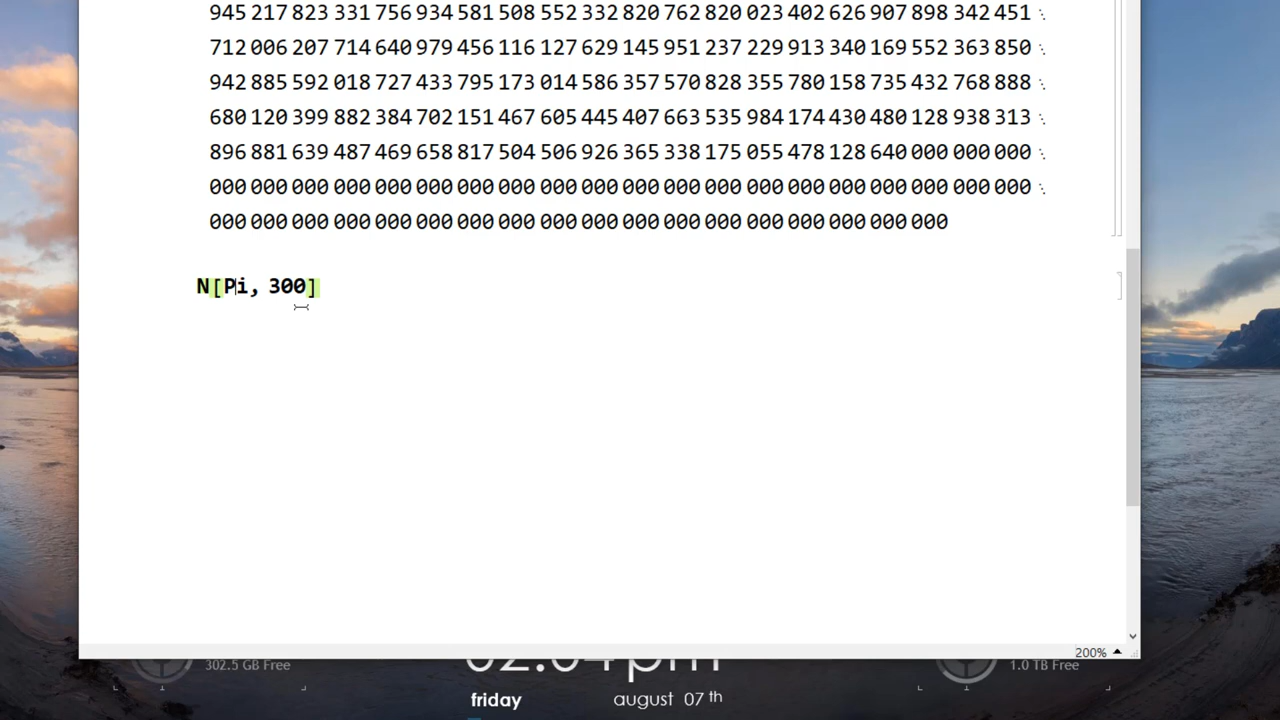 945 217 823 331 756 934 581 508 552 332 820 762 820 023 402 626 907 898 342 451
712 006 207 714 640 979 456 116 127 629 145 951 237 229 913 340 169 552 363 850
942 885 592 018 727 433 795 173 014 586 357 570 828 355 780 158 735 432 768 888
680 120 399 882 384 702 151 467 605 445 407 663 535 984 174 430 480 128 938 313
896 881 639 487 469 658 817 504 506 926 365 338 175 055 478 128 640 000 000 000
000 000 000 000 000 000 000 000 000 000 000 000 000 000 000 000 000 000 000 000
000 000 000 000 000 000 000 000 000 000 000 000 000 000 000 000 000 000
N[Pi, 300]
200%
302.5 GB Free
02:04pm
1.0 TB Free
friday
august 07 th